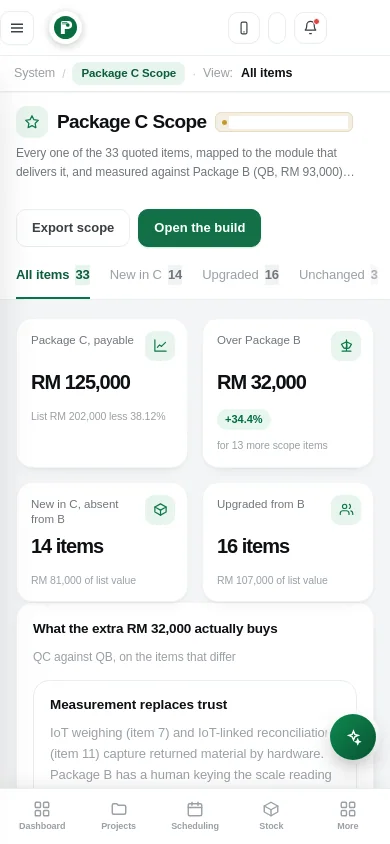 System / Package C Scope · View: All items
Package C Scope
Every one of the 33 quoted items, mapped to the module that
delivers it, and measured against Package B (QB, RM 93,000)…
Export scope
Open the build
All items 33 New in C 14 Upgraded 16 Unchanged 3
Package C, payable
RM 125,000
List RM 202,000 less 38.12%
Over Package B
RM 32,000
+34.4%
for 13 more scope items
New in C, absent
from B
14 items
RM 81,000 of list value
Upgraded from B
16 items
RM 107,000 of list value
What the extra RM 32,000 actually buys
QC against QB, on the items that differ
Measurement replaces trust
IoT weighing (item 7) and IoT-linked reconciliation
(item 11) capture returned material by hardware.
Package B has a human keying the scale reading
Dashboard Projects Scheduling Stock More